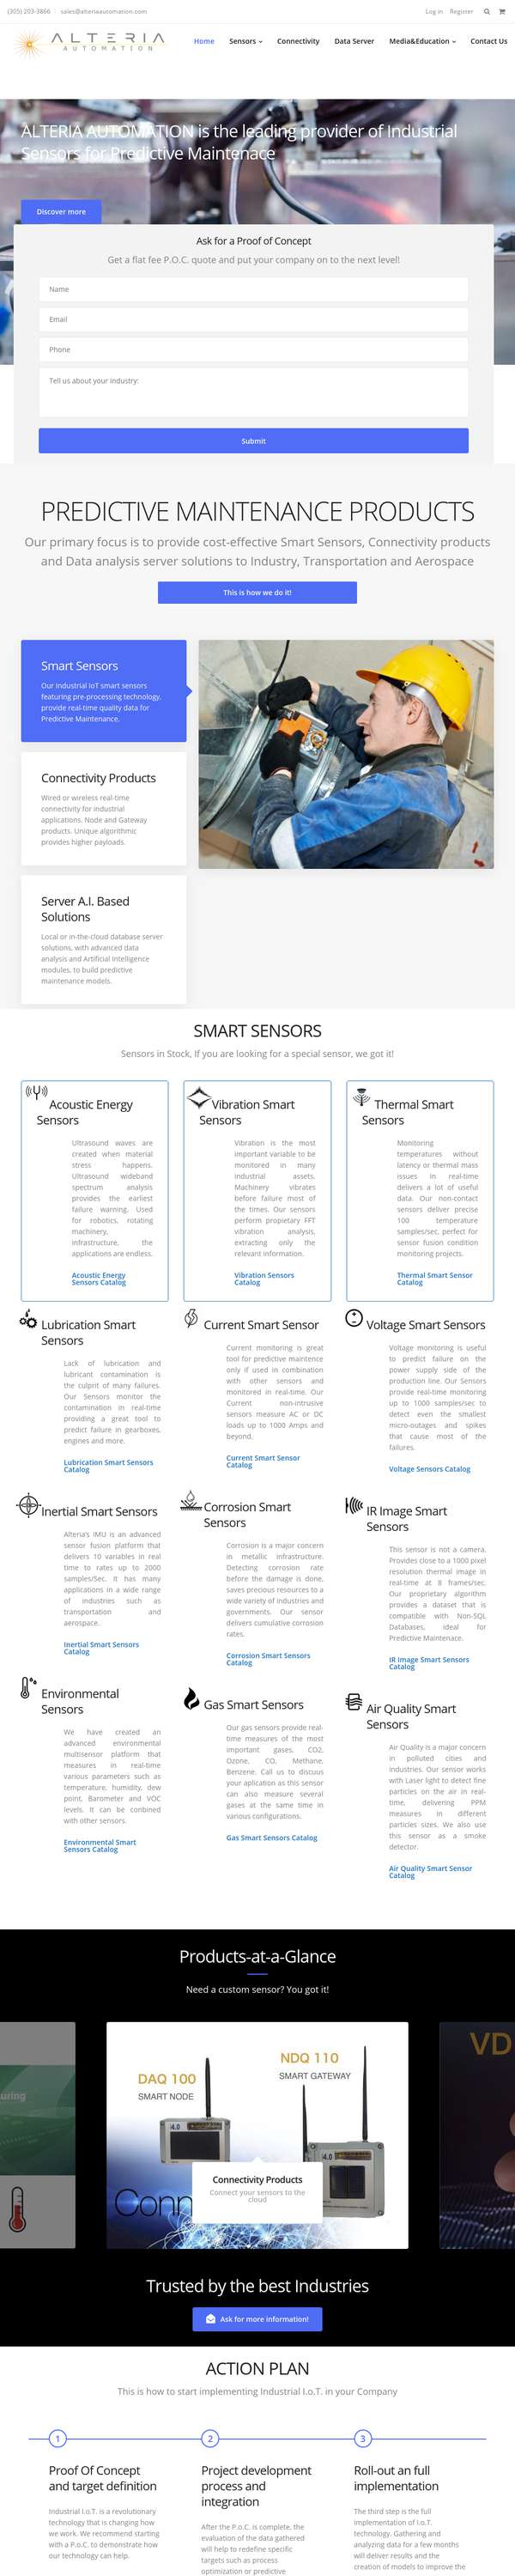 (305) 203-3866 sales@alteriaautomation.com
Log in Register
ALTERIA
AUTOMATION
Home Sensors Connectivity Data Server Media&Education Contact Us
ALTERIA AUTOMATION is the leading provider of Industrial
Sensors for Predictive Maintenace
Discover more
Ask for a Proof of Concept
Get a flat fee P.O.C. quote and put your company on to the next level!
Name
Email
Phone
Tell us about your industry:
Submit
PREDICTIVE MAINTENANCE PRODUCTS
Our primary focus is to provide cost-effective Smart Sensors, Connectivity products
and Data analysis server solutions to Industry, Transportation and Aerospace
This is how we do it!
Smart Sensors
Our Industrial IoT smart sensors
featuring pre-processing technology,
provide real-time quality data for
Predictive Maintenance.
Connectivity Products
Wired or wireless real-time
connectivity for industrial
applications. Node and Gateway
products. Unique algorithmic
provides higher payloads.
Server A.I. Based
Solutions
Local or in-the-cloud database server
solutions, with advanced data
analysis and Artificial Intelligence
modules, to build predictive
maintenance models.
SMART SENSORS
Sensors in Stock, If you are looking for a special sensor, we got it!
Acoustic Energy
Sensors
Ultrasound waves are
created when material
stress happens.
Ultrasound wideband
spectrum analysis
provides the earliest
failure warning. Used
for robotics, rotating
machinery,
infrastructure, the
applications are endless.
Acoustic Energy
Sensors Catalog
Vibration Smart
Sensors
Vibration is the most
important variable to be
monitored in many
industrial assets.
Machinery vibrates
before failure most of
the times. Our sensors
perform propietary FFT
vibration analysis,
extracting only the
relevant information.
Vibration Sensors
Catalog
Thermal Smart
Sensors
Monitoring
temperatures without
latency or thermal mass
issues in real-time
delivers a lot of useful
data. Our non-contact
sensors deliver precise
100 temperature
samples/sec, perfect for
sensor fusion condition
monitoring projects.
Thermal Smart Sensor
Catalog
Lubrication Smart
Sensors
Lack of lubrication and
lubricant contamination is
the culprit of many failures.
Our Sensors monitor the
contamination in real-time
providing a great tool to
predict failure in gearboxes,
engines and more.
Lubrication Smart Sensors
Catalog
Current Smart Sensor
Current monitoring is great
tool for predictive maintence
only if used in combination
with other sensors and
monitored in real-time. Our
Current non-intrusive
sensors measure AC or DC
loads up to 1000 Amps and
beyond.
Current Smart Sensor
Catalog
Voltage Smart Sensors
Voltage monitoring is useful
to predict failure on the
power supply side of the
production line. Our Sensors
provide real-time monitoring
up to 1000 samples/sec to
detect even the smallest
micro-outages and spikes
that cause most of the
failures.
Voltage Sensors Catalog
Inertial Smart Sensors
Alteria's IMU is an advanced
sensor fusion platform that
delivers 10 variables in real
time to rates up to 2000
samples/Sec. It has many
applications in a wide range
of industries such as
transportation and
aerospace.
Inertial Smart Sensors
Catalog
Corrosion Smart
Sensors
Corrosion is a major concern
in metallic infrastructure.
Detecting corrosion rate
before the damage is done,
saves precious resources to a
wide variety of industries and
governments. Our sensor
delivers cumulative corrosion
rates.
Corrosion Smart Sensors
Catalog
IR Image Smart
Sensors
This sensor is not a camera.
Provides close to a 1000 pixel
resolution thermal image in
real-time at 8 frames/sec.
Our proprietary algorithm
provides a dataset that is
compatible with Non-SQL
Databases, ideal for
Predictive Maintenace.
IR Image Smart Sensors
Catalog
Environmental
Sensors
We have created an
advanced environmental
multisensor platform that
measures in real-time
various parameters such as
temperature, humidity, dew
point, Barometer and VOC
levels. It can be conbined
with other sensors.
Environmental Smart
Sensors Catalog
Gas Smart Sensors
Our gas sensors provide real-
time measures of the most
important gases, CO2,
Ozone, CO, Methane,
Benzene. Call us to discuss
your aplication as this sensor
can also measure several
gases at the same time in
various configurations.
Gas Smart Sensors Catalog
Air Quality Smart
Sensors
Air Quality is a major concern
in polluted cities and
industries. Our sensor works
with Laser light to detect fine
particles on the air in real-
time, delivering PPM
measures in different
particles sizes. We also use
this sensor as a smoke
detector.
Air Quality Smart Sensor
Catalog
Products-at-a-Glance
Need a custom sensor? You got it!
DAQ 100
SMART NODE
NDQ 110
SMART GATEWAY
4.0
4.0
VD
Conn
Connectivity Products
Connect your sensors to the
cloud
Trusted by the best Industries
Ask for more information!
ACTION PLAN
This is how to start implementing Industrial I.o.T. in your Company
1 2 3
Proof Of Concept
and target definition
Industrial I.o.T. is a revolutionary
technology that is changing how
we work. We recommend starting
with a P.o.C. to demonstrate how
our technology can help.
Project development
process and
integration
After the P.o.C. is complete, the
evaluation of the data gathered
will help to redefine specific
targets such as process
optimization or predictive
Roll-out an full
implementation
The third step is the full
implementation of I.o.T.
technology. Gathering and
analyzing data for a few months
will deliver results and the
creation of models to improve the